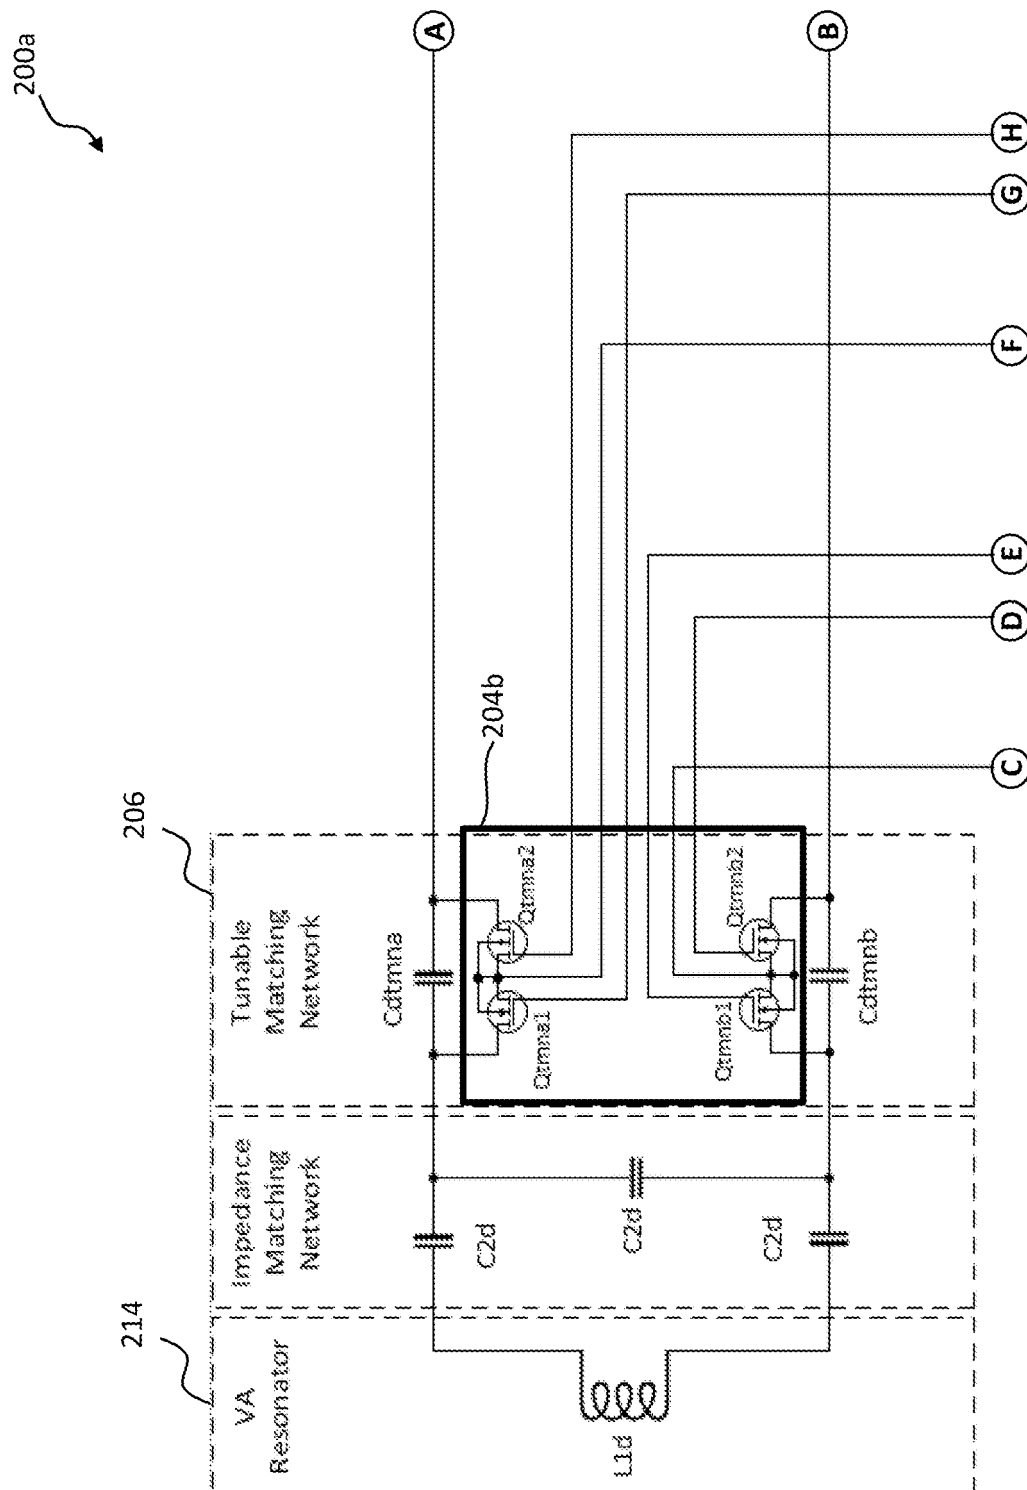 200a
214
206
204b
VA
Resonator
Impedance
Matching
Network
Tunable
Matching
Network
L1d
C2d
C2d
C2d
Cdtmna
Qtmna1
Qtmna2
Qtmnb1
Qtmnb2
Cdtmnb
A
B
C
D
E
F
G
H